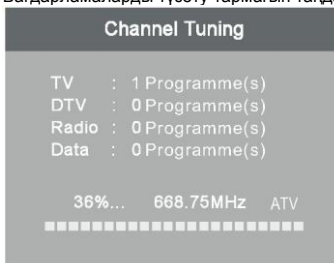 Channel Tuning
TV : 1 Programme(s)
DTV : 0 Programme(s)
Radio : 0 Programme(s)
Data : 0 Programme(s)
36%... 668.75MHz ATV